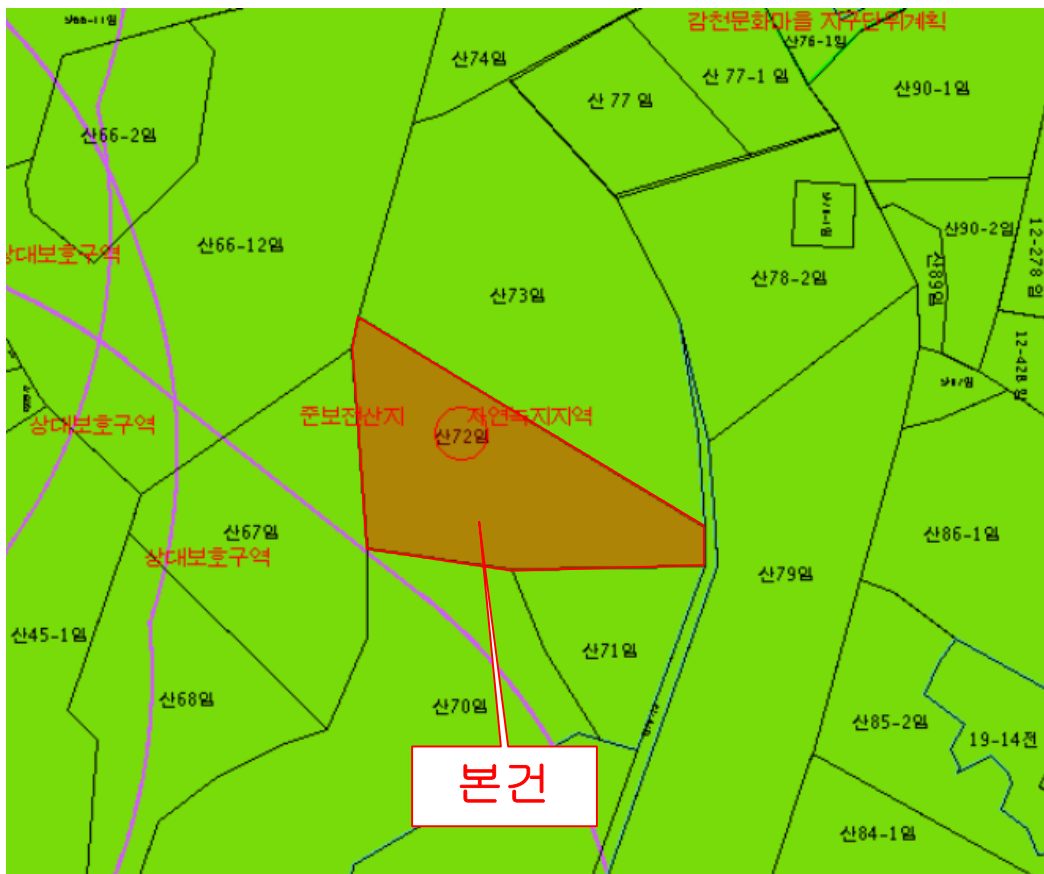 감천문화마을 지구단위계획
산76-1임
산74임
산 77-1 임
산90-1임
산 77 임
산66-2임
산90-2임
12-278 임
산66-12임
상대보호구역
산89임
산78-2임
산73임
12-428 임
준보전산지
자연녹지지역
상대보호구역
산72임
산67임
상대보호구역
산86-1임
산79임
산45-1임
산71임
산68임
산70임
산85-2임
19-14전
본건
산84-1임